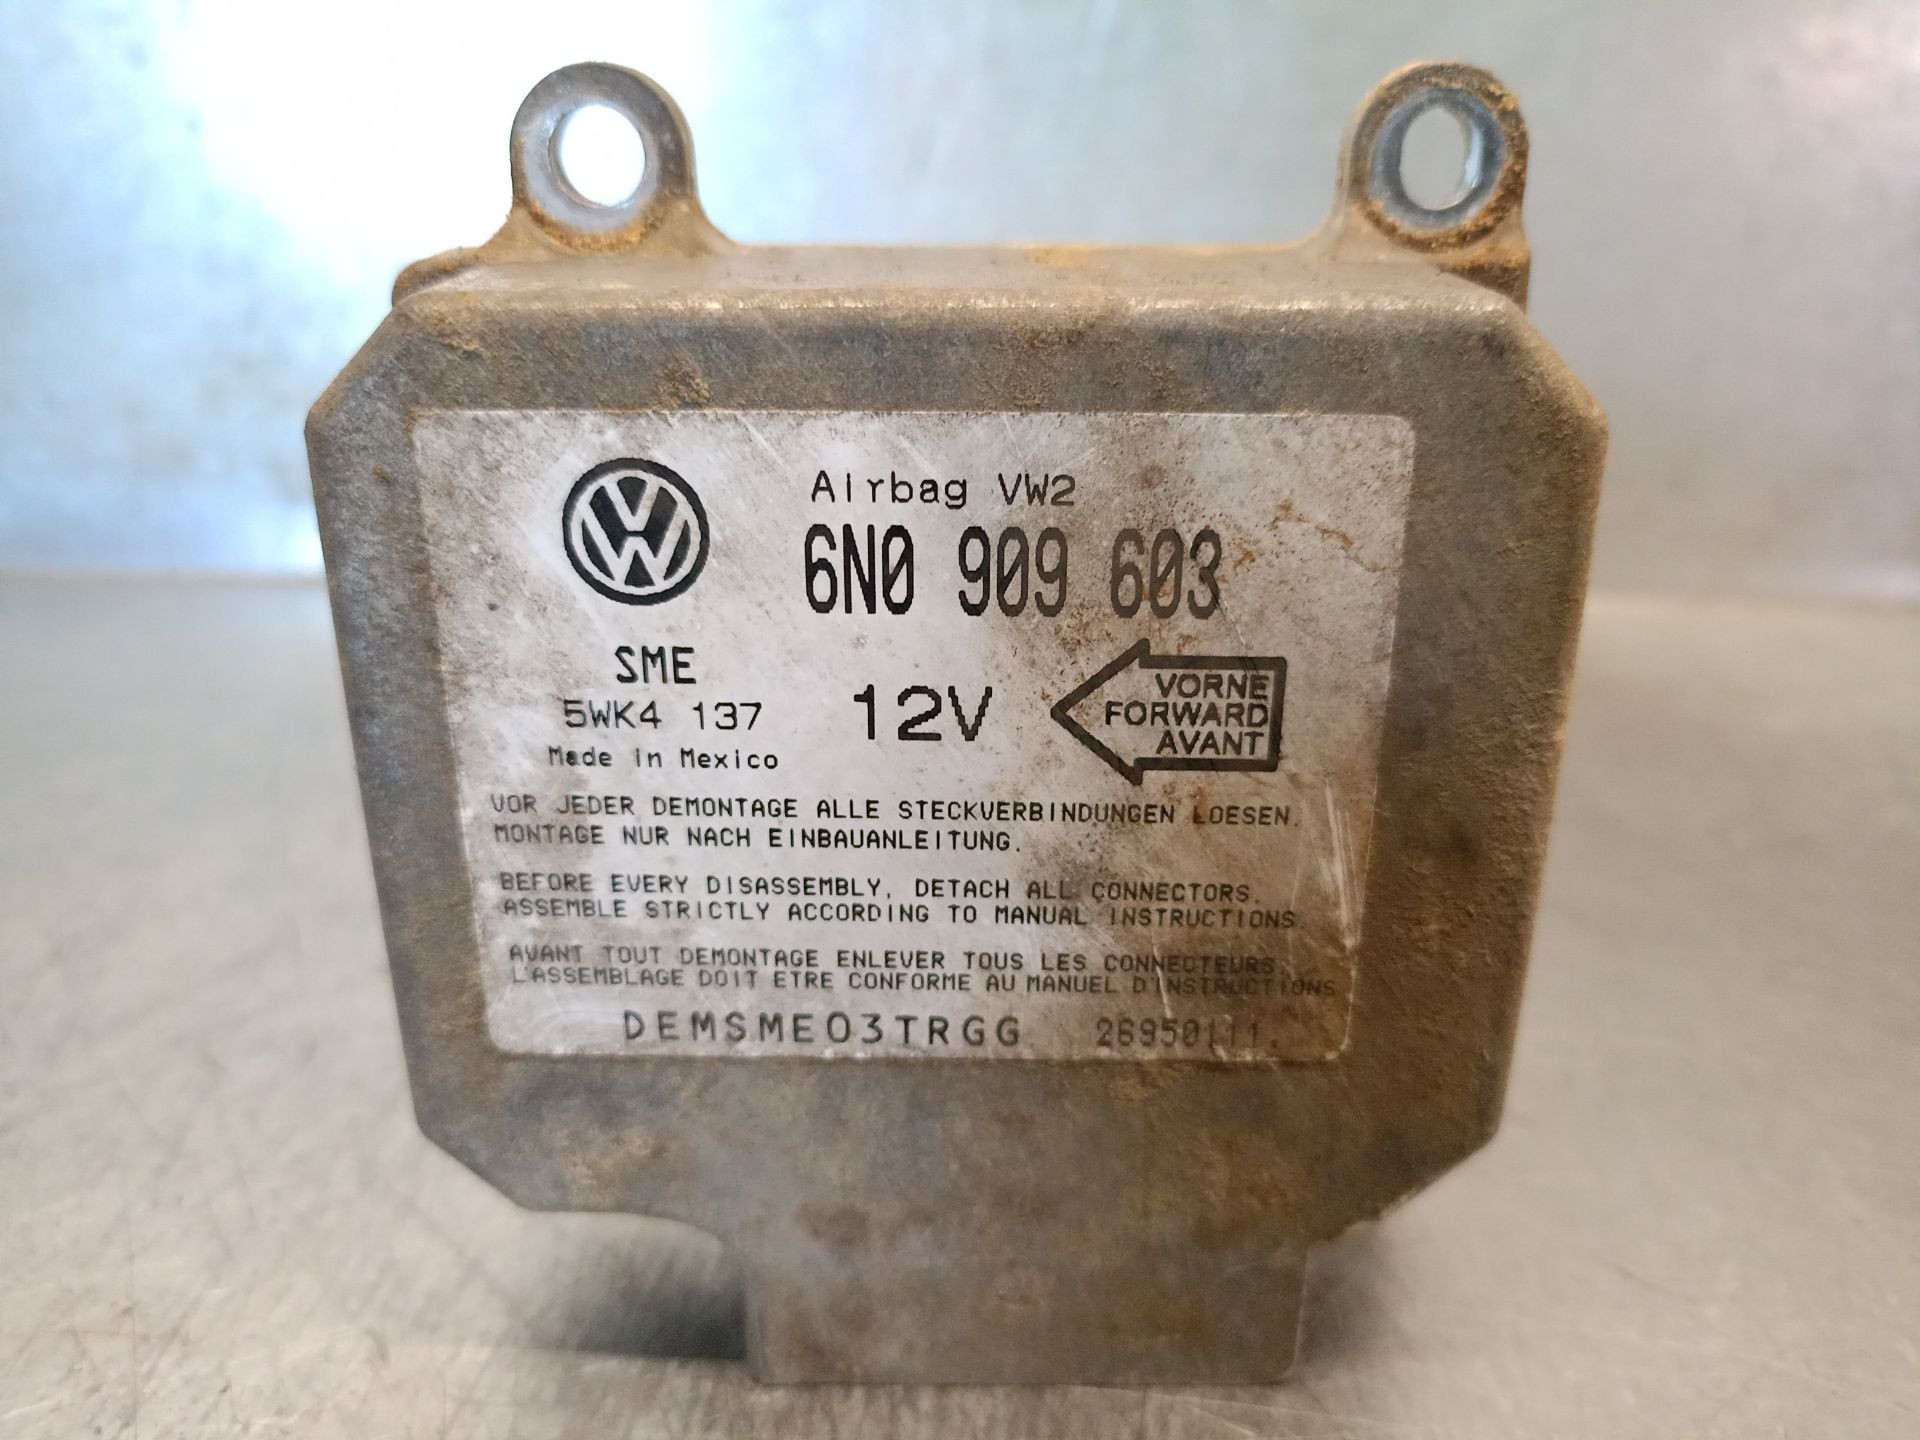 Airbag VW2
6N0 909 603
SME
5WK4 137
Made in Mexico
12V
VORNE
FORWARD
AVANT
VOR JEDER DEMONTAGE ALLE STECKVERBINDUNGEN LOESEN.
MONTAGE NUR NACH EINBAUANLEITUNG.
BEFORE EVERY DISASSEMBLY, DETACH ALL CONNECTORS.
ASSEMBLE STRICTLY ACCORDING TO MANUAL INSTRUCTIONS.
AVANT TOUT DEMONTAGE ENLEVER TOUS LES CONNECTEURS
L'ASSEMBLAGE DOIT ETRE CONFORME AU MANUEL D'INSTRUCTIONS
DEMSME03TRGG